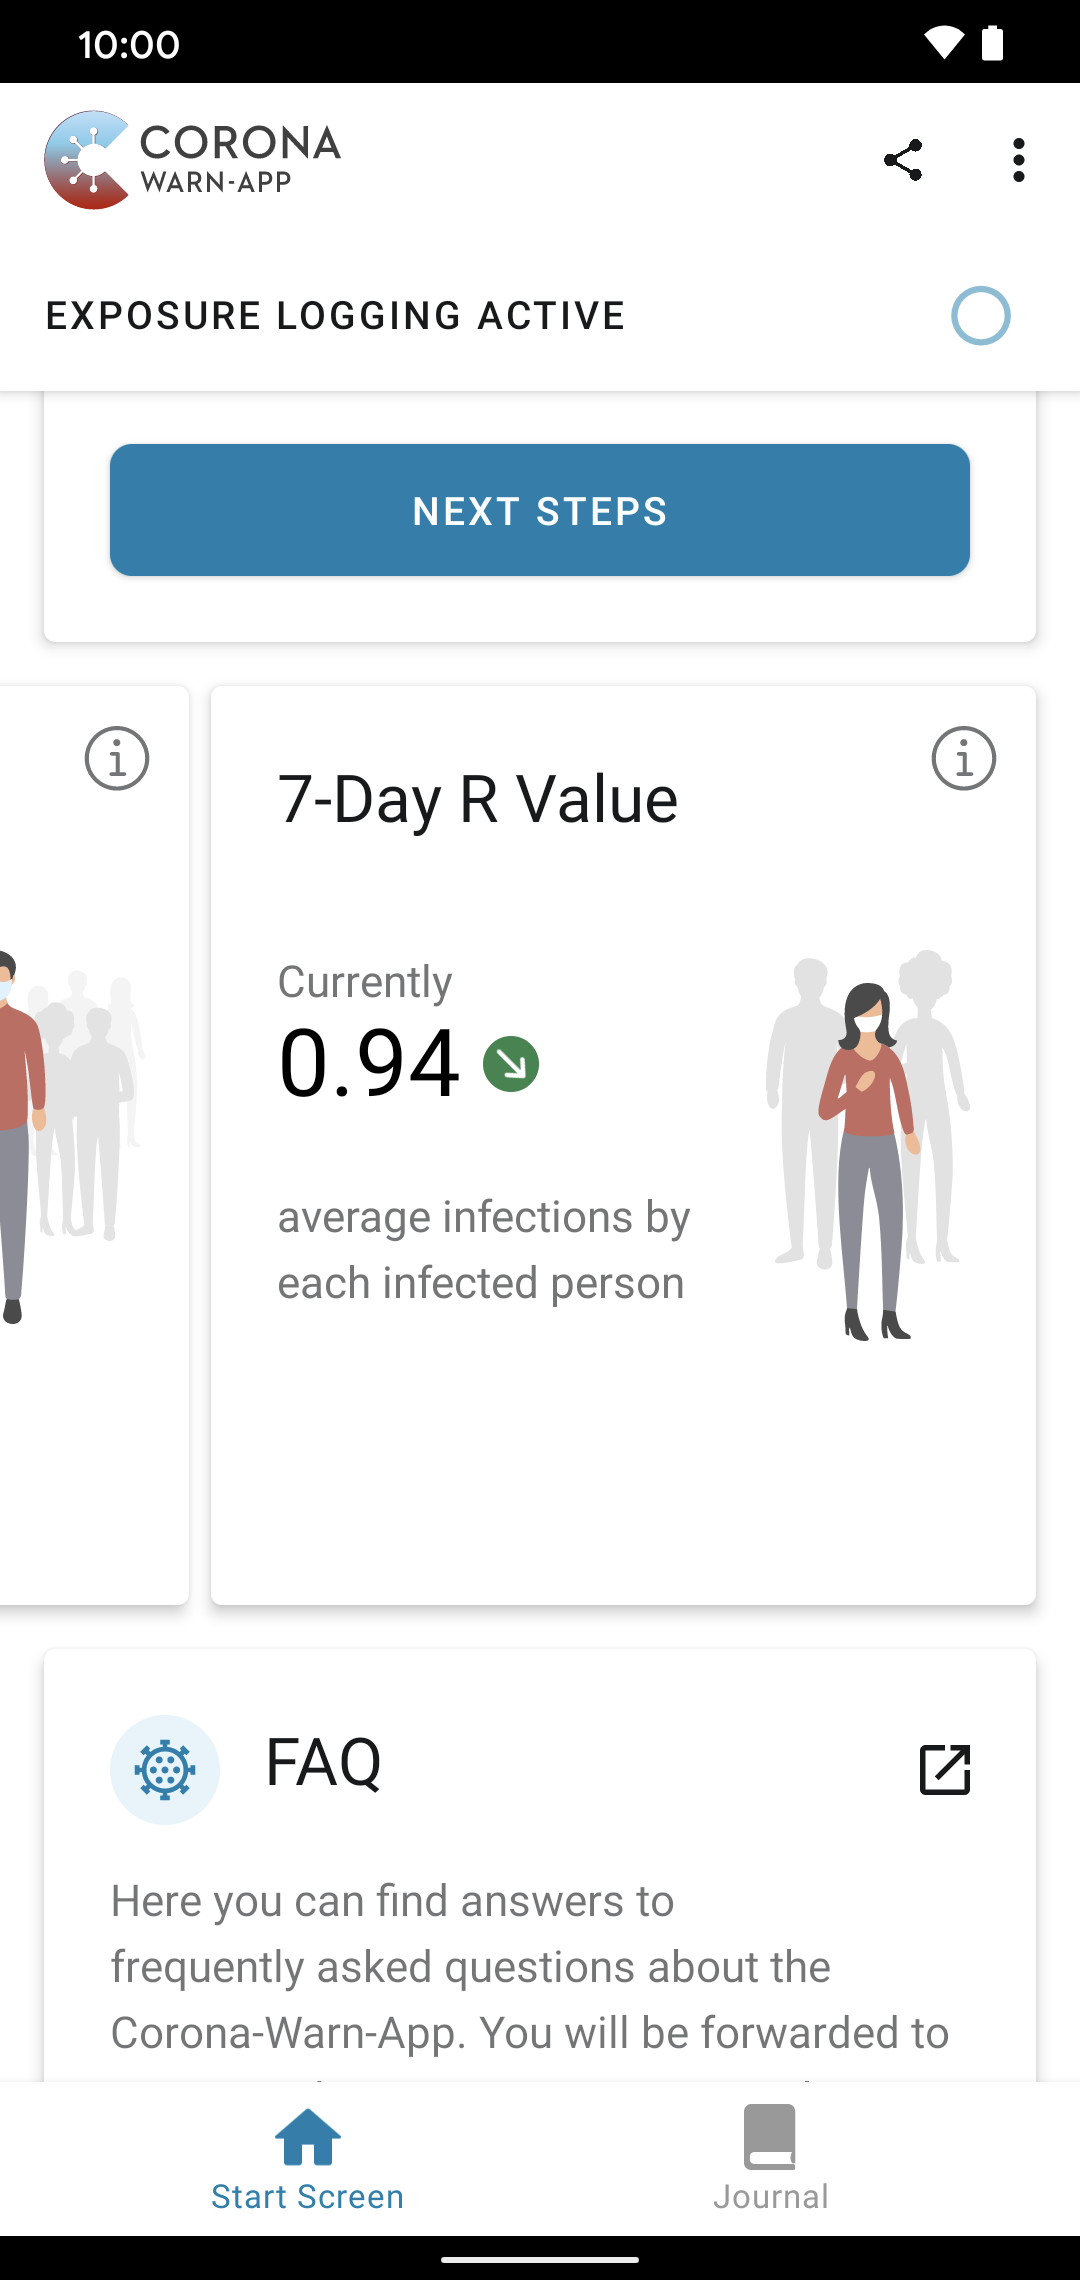 10:00
CORONA
WARN-APP
EXPOSURE LOGGING ACTIVE
NEXT STEPS
7-Day R Value
Currently
0.94
average infections by
each infected person
FAQ
Here you can find answers to
frequently asked questions about the
Corona-Warn-App. You will be forwarded to
Start Screen
Journal